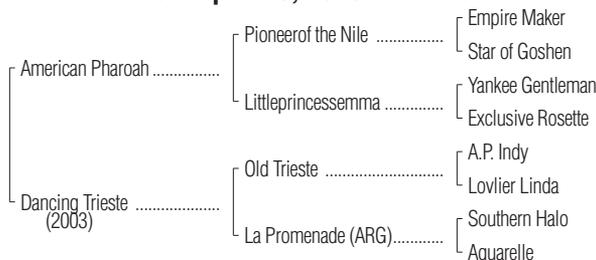 Empire Maker
Pioneerof the Nile ................
Star of Goshen
American Pharoah ................
Yankee Gentleman
Littleprincessemma ..............
Exclusive Rosette
A.P. Indy
Old Trieste ............................
Lovlier Linda
Dancing Trieste ....................
(2003)
Southern Halo
La Promenade (ARG)............
Aquarelle